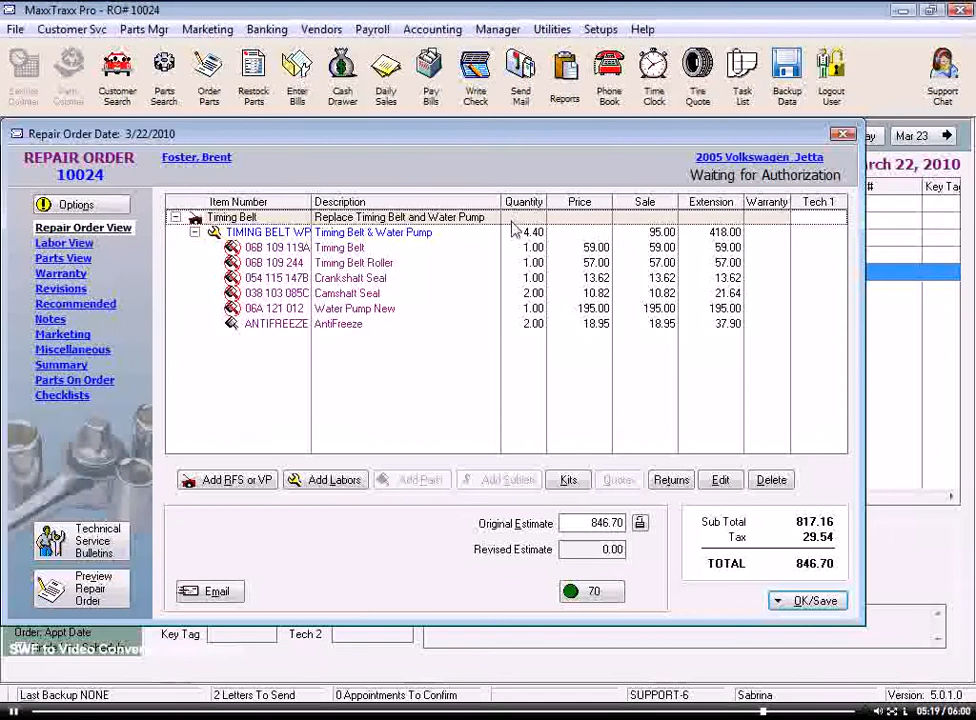 MaxxTraxx Pro - RO# 10024
File Customer Svc Parts Mgr Marketing Banking Vendors Payroll Accounting Manager Utilities Setups Help
Customer Search
Parts Search
Order Parts
Restock Parts
Enter Bills
Cash Drawer
Daily Sales
Pay Bills
Write Check
Send Mail
Reports
Phone Book
Time Clock
Tire Quote
Task List
Backup Data
Logout User
Support Chat
Repair Order Date: 3/22/2010
ay Mar 23
REPAIR ORDER
10024
Foster, Brent
2005 Volkswagen Jetta
Waiting for Authorization
rch 22, 2010
# Key Tag
Options
Repair Order View
Labor View
Parts View
Warranty
Revisions
Recommended
Notes
Marketing
Miscellaneous
Summary
Parts On Order
Checklists
Item Number Description Quantity Price Sale Extension Warranty Tech 1
Timing Belt Replace Timing Belt and Water Pump
TIMING BELT WP Timing Belt & Water Pump 4.40 95.00 418.00
06B 109 119A Timing Belt 1.00 59.00 59.00 59.00
06B 109 244 Timing Belt Roller 1.00 57.00 57.00 57.00
054 115 147B Crankshalt Seal 1.00 13.62 13.62 13.62
038 103 085C Camshalt Seal 2.00 10.82 10.82 21.64
06A 121 012 Water Pump New 1.00 195.00 195.00 195.00
ANTIFREEZE AntiFreeze 2.00 18.95 18.95 37.90
Add RFS or VP Add Labors Add Parts Add Sublets Kits Quotes Returns Edit Delete
Original Estimate 846.70
Revised Estimate 0.00
Sub Total 817.16
Tax 29.54
TOTAL 846.70
Technical Service Bulletins
Preview Repair Order
Email
70
OK/Save
Order: Appt Date
Key Tag Tech 2
SWF to Video Conver
Last Backup NONE 2 Letters To Send 0 Appointments To Confirm SUPPORT-6 Sabrina Version: 5.0.1.0
05:19 / 06:00